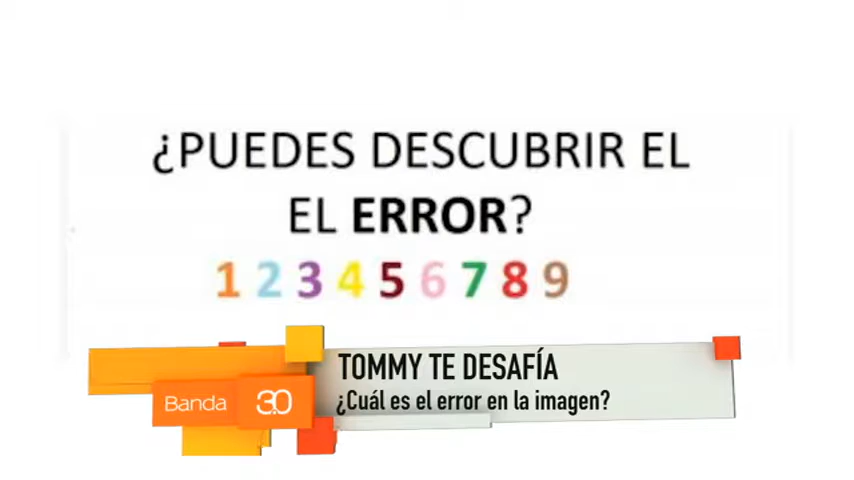 ¿PUEDES DESCUBRIR EL
EL ERROR?
1 2 3 4 5 6 7 8 9
TOMMY TE DESAFÍA
¿Cuál es el error en la imagen?
Banda 3.0